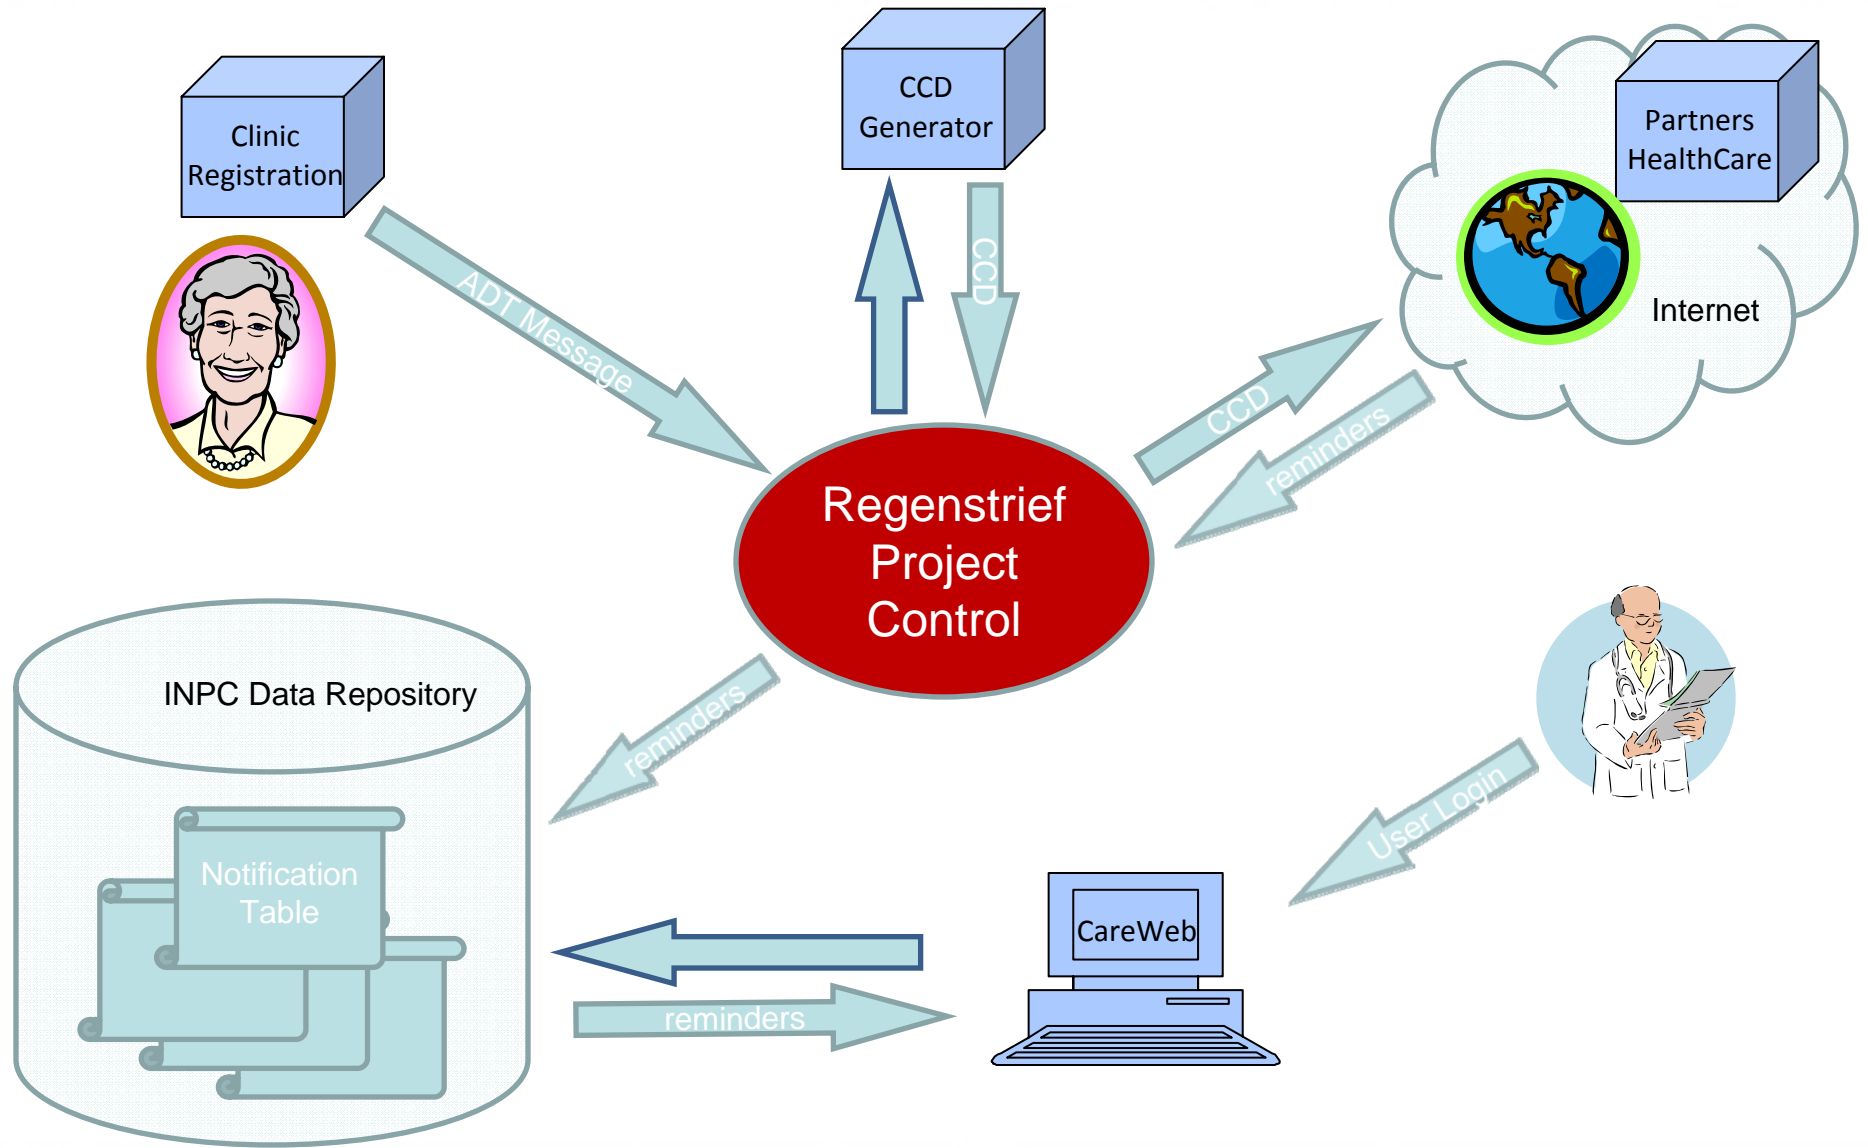 Clinic
Registration
CCD
Generator
Partners
HealthCare
Internet
ADT Message
CCD
CCD
reminders
Regenstrief
Project
Control
INPC Data Repository
reminders
User Login
Notification
Table
CareWeb
reminders